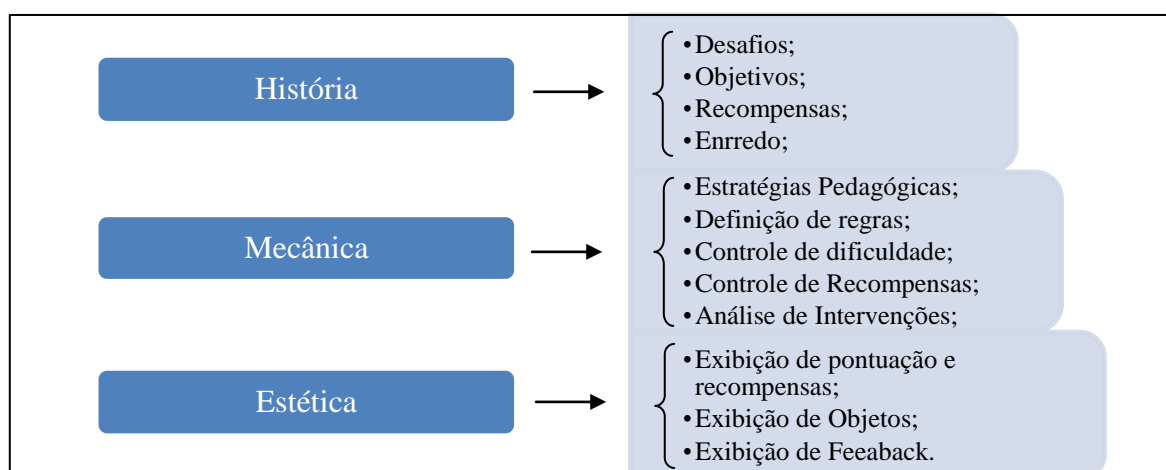 História
•Desafios;
•Objetivos;
•Recompensas;
•Enrredo;
Mecânica
•Estratégias Pedagógicas;
•Definição de regras;
•Controle de dificuldade;
•Controle de Recompensas;
•Análise de Intervenções;
Estética
•Exibição de pontuação e
recompensas;
•Exibição de Objetos;
•Exibição de Feeaback.